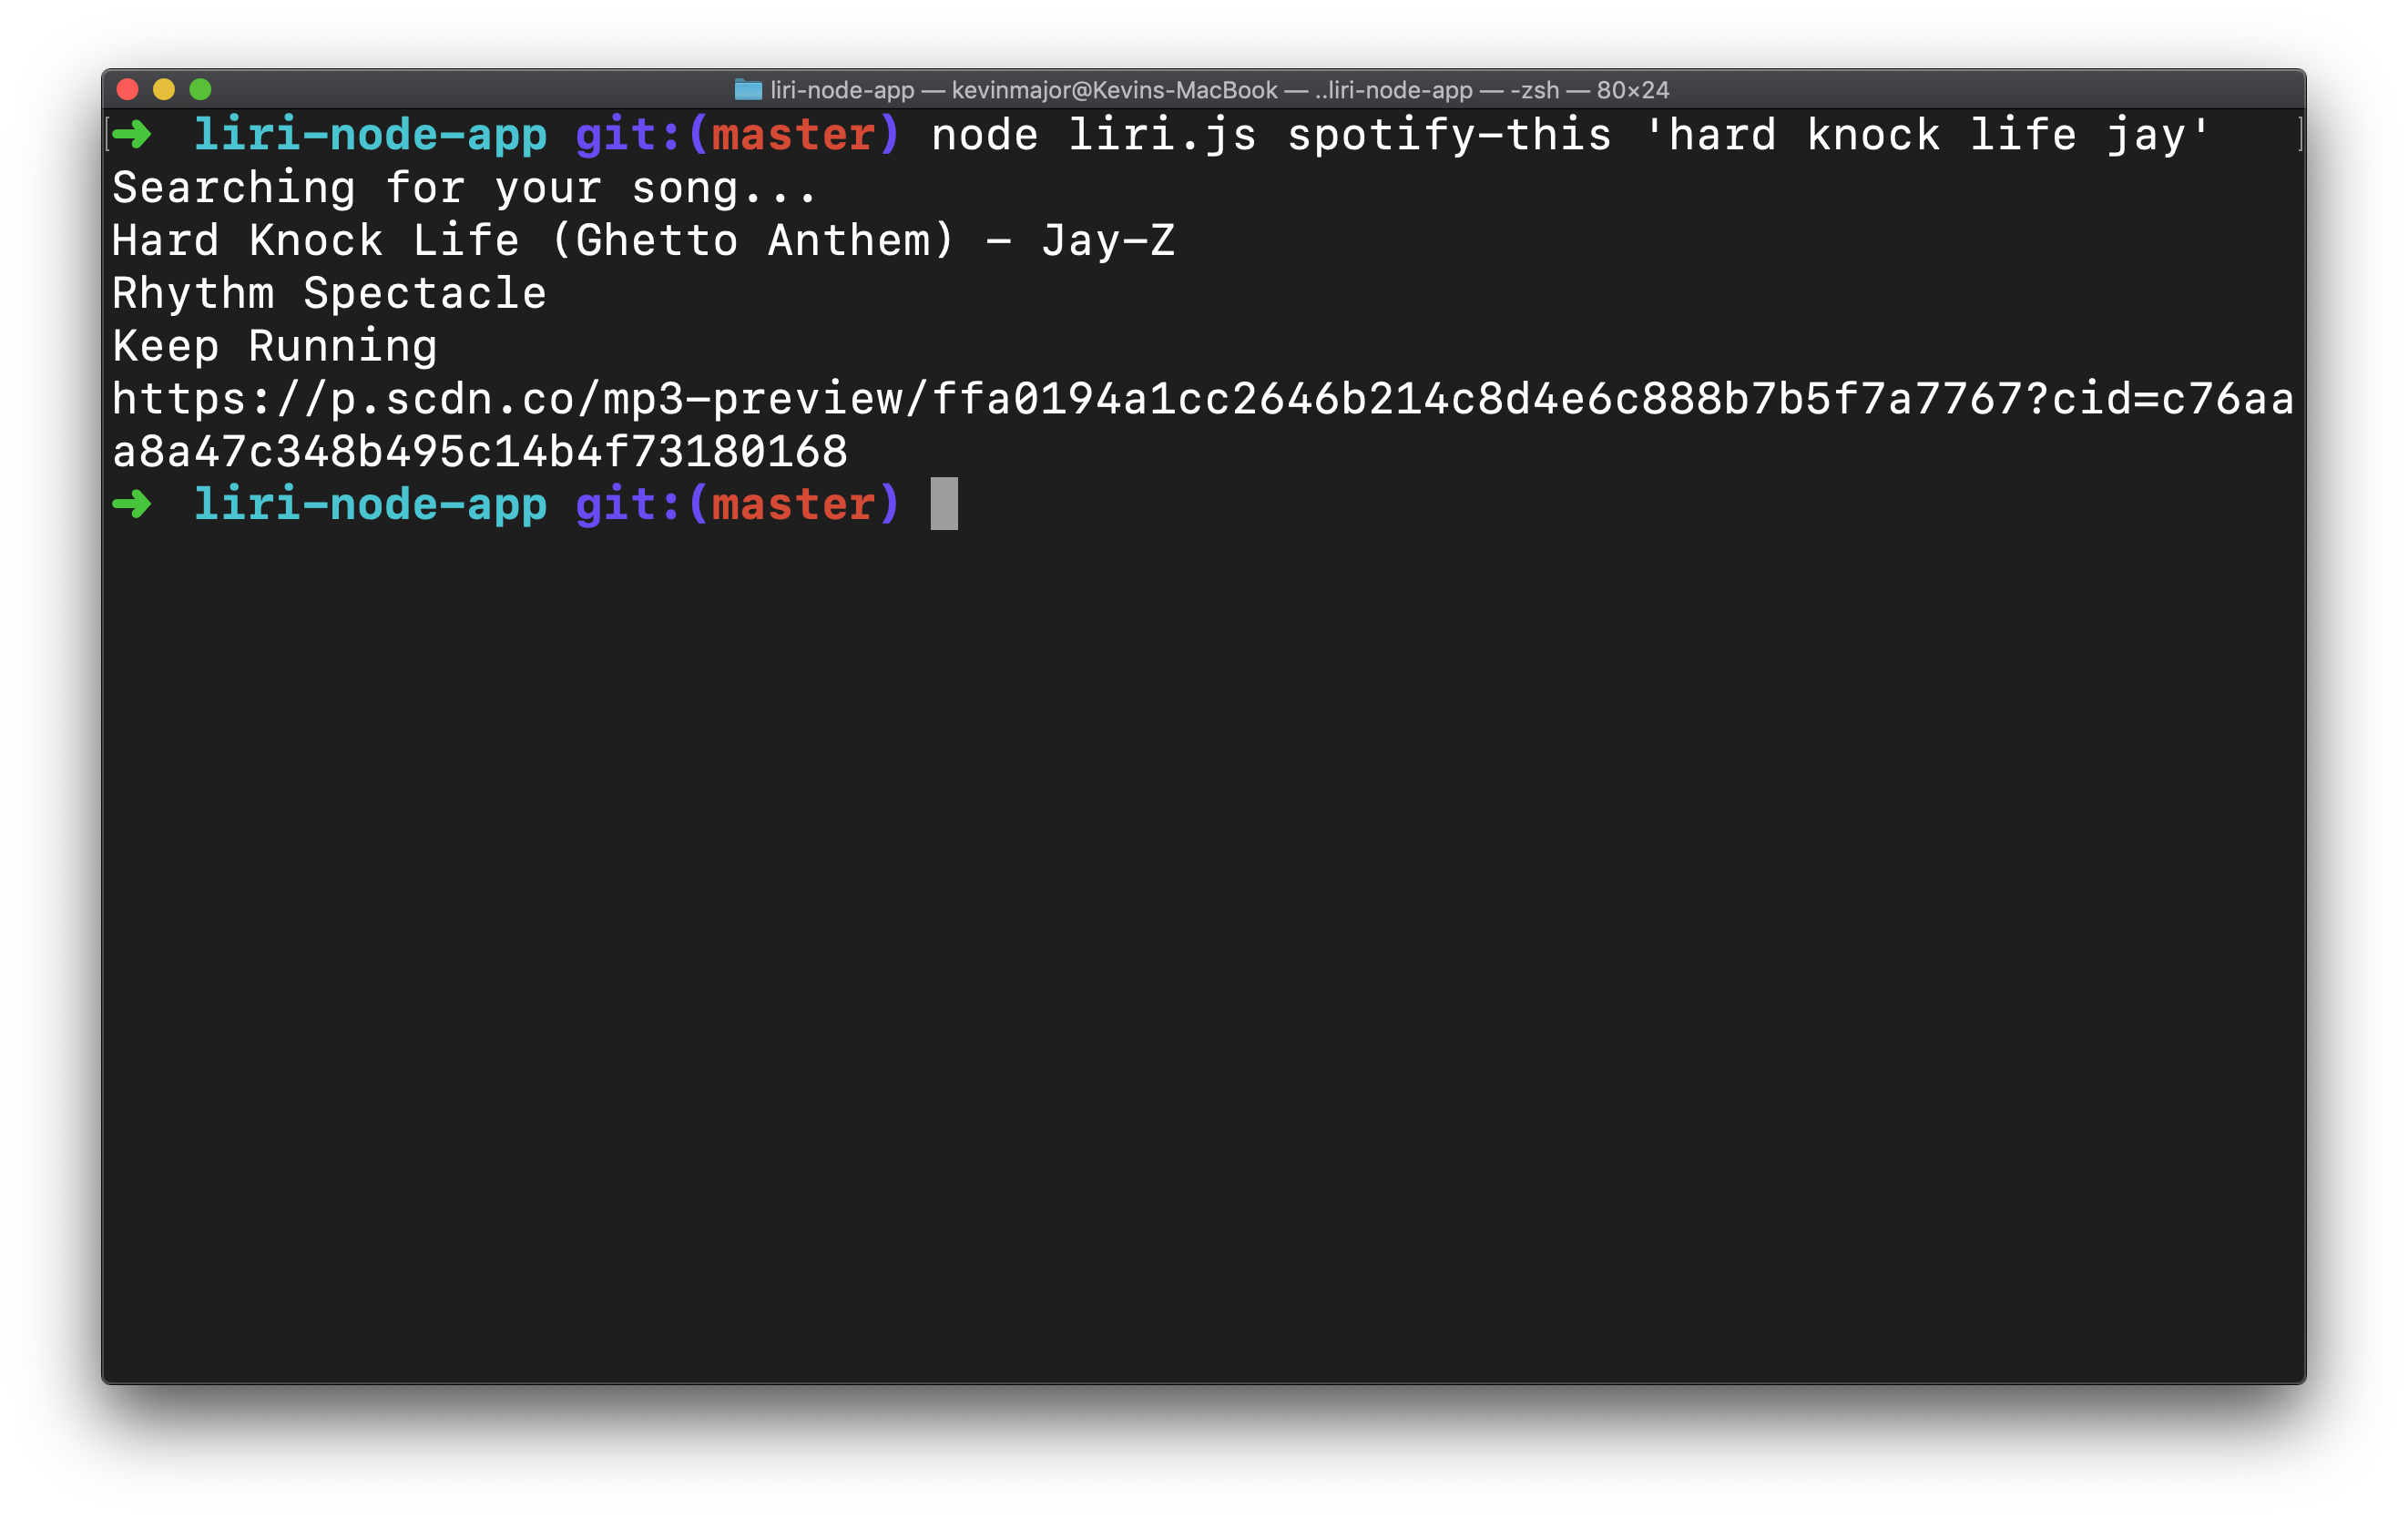 liri-node-app — kevinmajor@Kevins-MacBook — ..liri-node-app — -zsh — 80×24
[➜  liri-node-app git:(master) node liri.js spotify-this 'hard knock life jay' ]
Searching for your song...
Hard Knock Life (Ghetto Anthem) - Jay-Z
Rhythm Spectacle
Keep Running
https://p.scdn.co/mp3-preview/ffa0194a1cc2646b214c8d4e6c888b7b5f7a7767?cid=c76aa
a8a47c348b495c14b4f73180168
➜  liri-node-app git:(master)